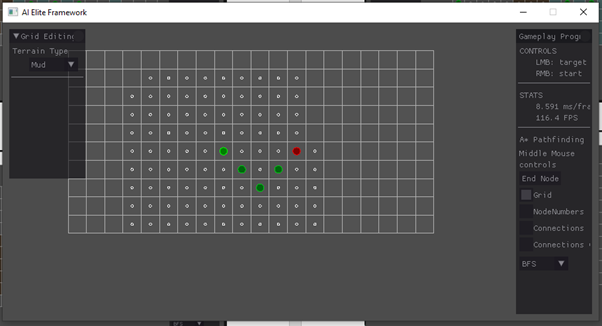 AI Elite Framework
Grid Editing
Terrain Type
Mud
Gameplay Prog
CONTROLS
LMB: target
RMB: start
STATS
8.591 ms/fra
116.4 FPS
A* Pathfinding
Middle Mouse
controls
End Node
Grid
NodeNumbers
Connections
Connections
BFS